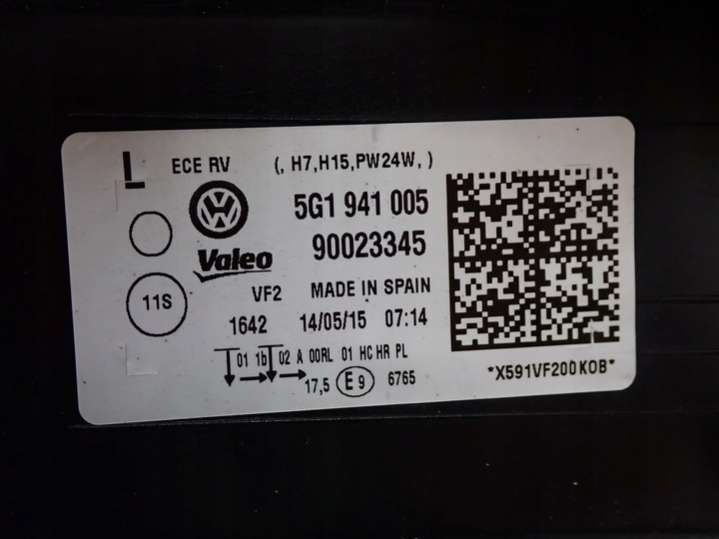 L ECE RV (, H7,H15,PW24W, )
5G1 941 005
Valeo 90023345
VF2 MADE IN SPAIN
11S
1642 14/05/15 07:14
01 1b 02 A 00RL 01 HC HR PL
17,5 E9 6765
*X591VF200KOB*